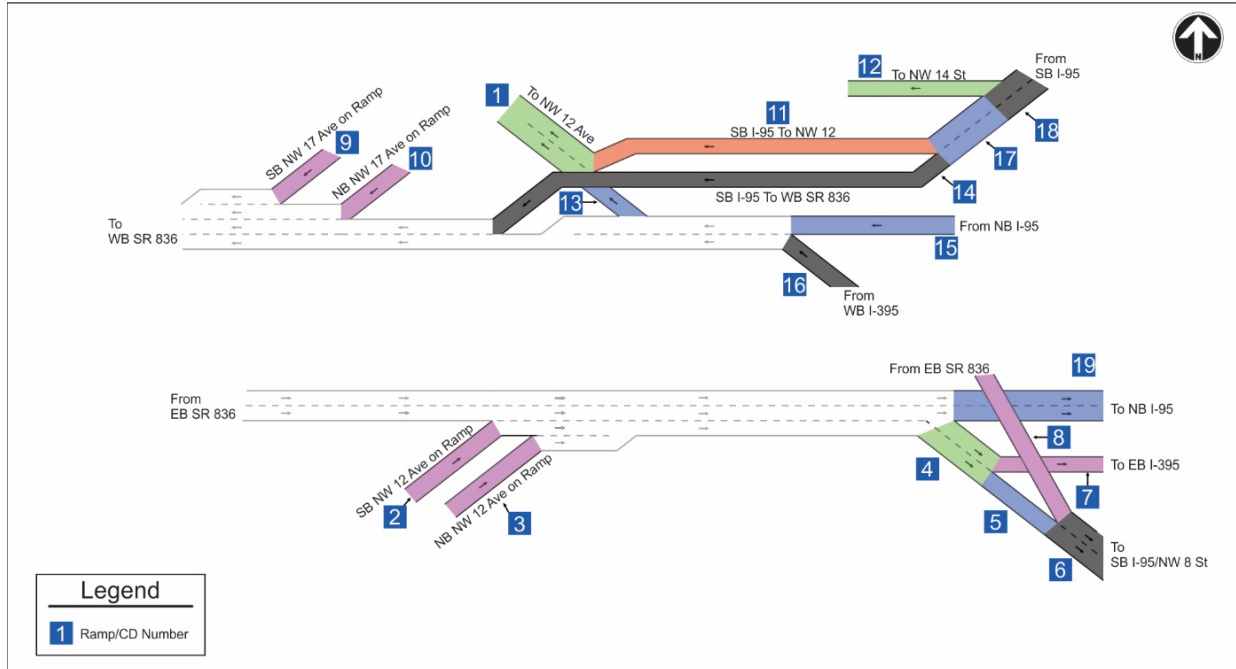 N
From
SB I-95
12
To NW 14 St
1
To NW 12 Ave
11
SB I-95 To NW 12
18
17
SB NW 17 Ave on Ramp
9
NB NW 17 Ave on Ramp
10
14
13
SB I-95 To WB SR 836
To
WB SR 836
From NB I-95
15
16
From
WB I-395
From EB SR 836
19
From
EB SR 836
To NB I-95
8
SB NW 12 Ave on Ramp
2
NB NW 12 Ave on Ramp
3
4
To EB I-395
7
5
6
To
SB I-95/NW 8 St
Legend
1 Ramp/CD Number